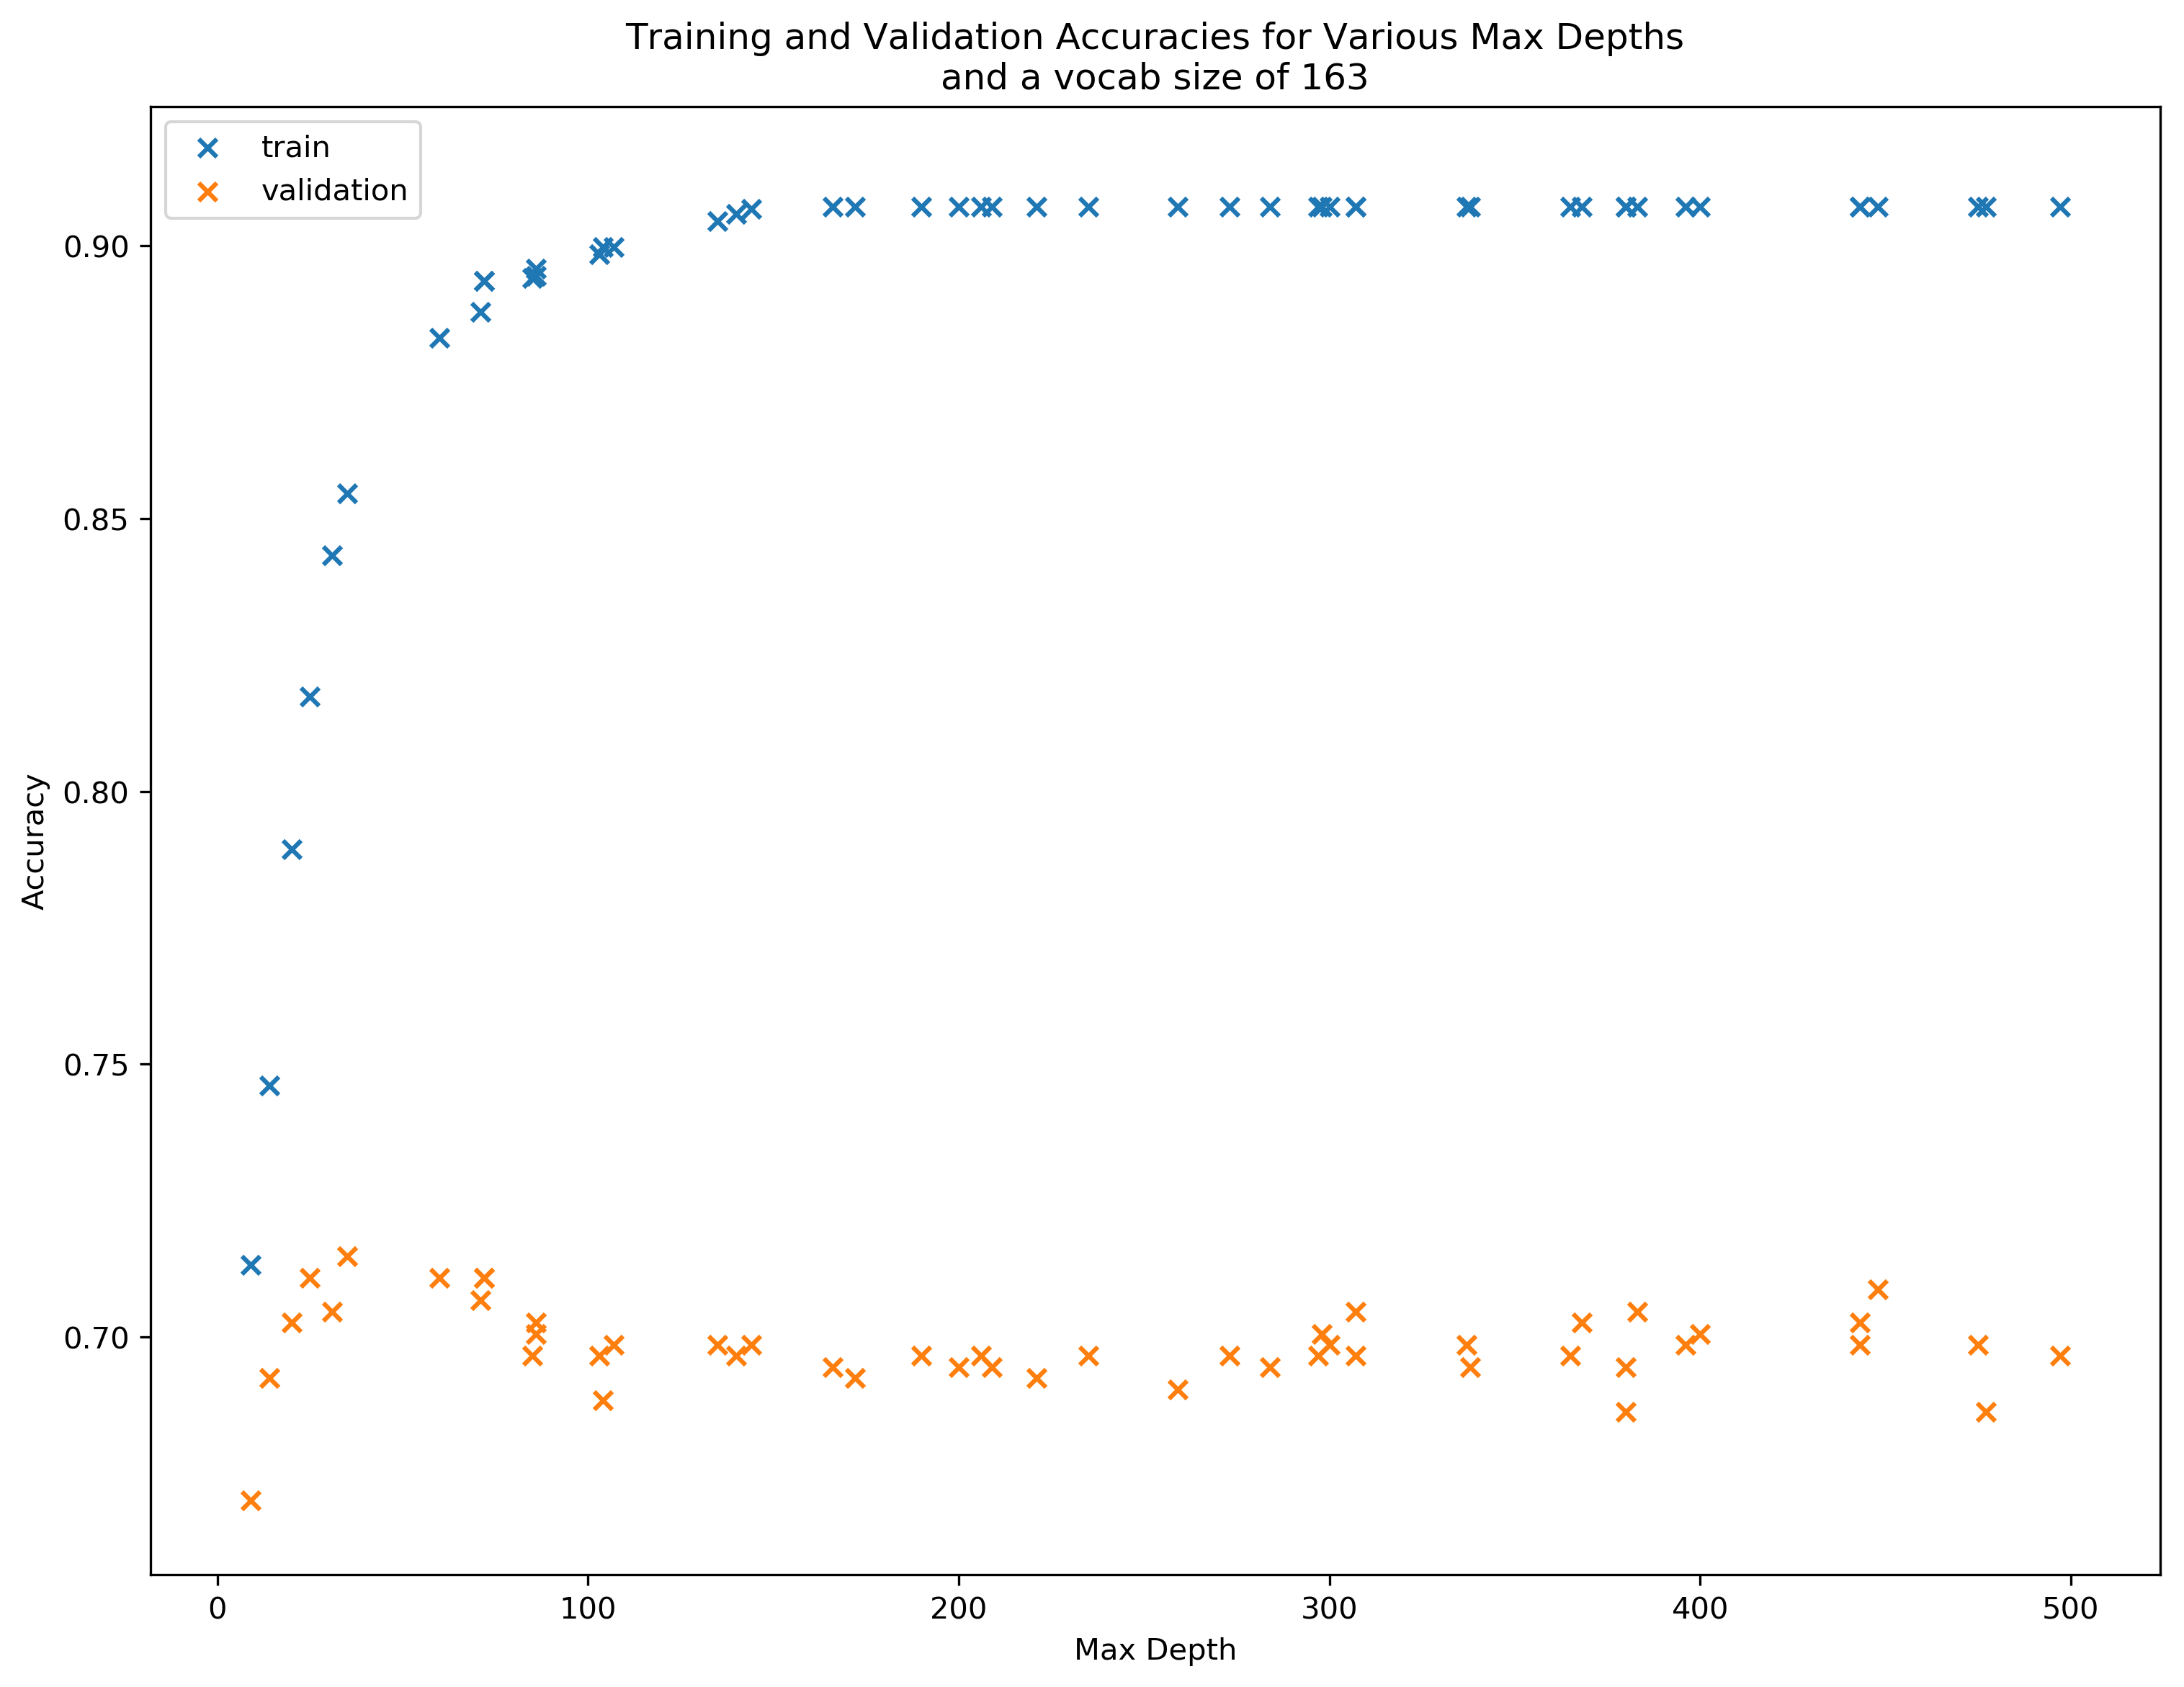 Training and Validation Accuracies for Various Max Depths
and a vocab size of 163
train
validation
0.90
0.85
0.80
0.75
0.70
Accuracy
0
100
200
300
400
500
Max Depth